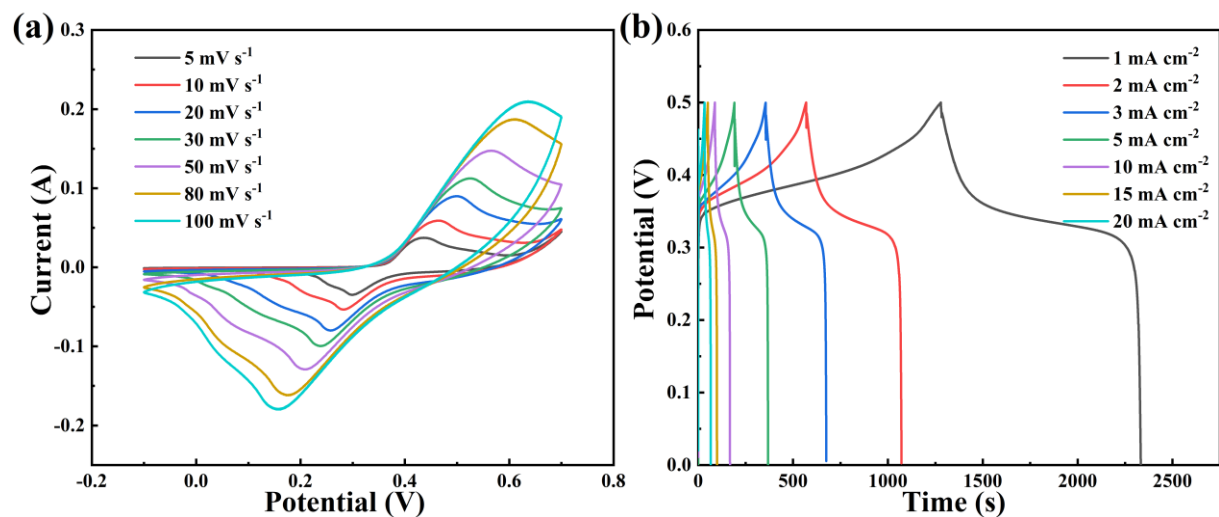 (a)
5 mV s⁻¹
10 mV s⁻¹
20 mV s⁻¹
30 mV s⁻¹
50 mV s⁻¹
80 mV s⁻¹
100 mV s⁻¹
Current (A)
0.3
0.2
0.1
0.0
-0.1
-0.2
-0.2 0.0 0.2 0.4 0.6 0.8
Potential (V)
(b)
1 mA cm⁻²
2 mA cm⁻²
3 mA cm⁻²
5 mA cm⁻²
10 mA cm⁻²
15 mA cm⁻²
20 mA cm⁻²
Potential (V)
0.6
0.5
0.4
0.3
0.2
0.1
0.0
0 500 1000 1500 2000 2500
Time (s)